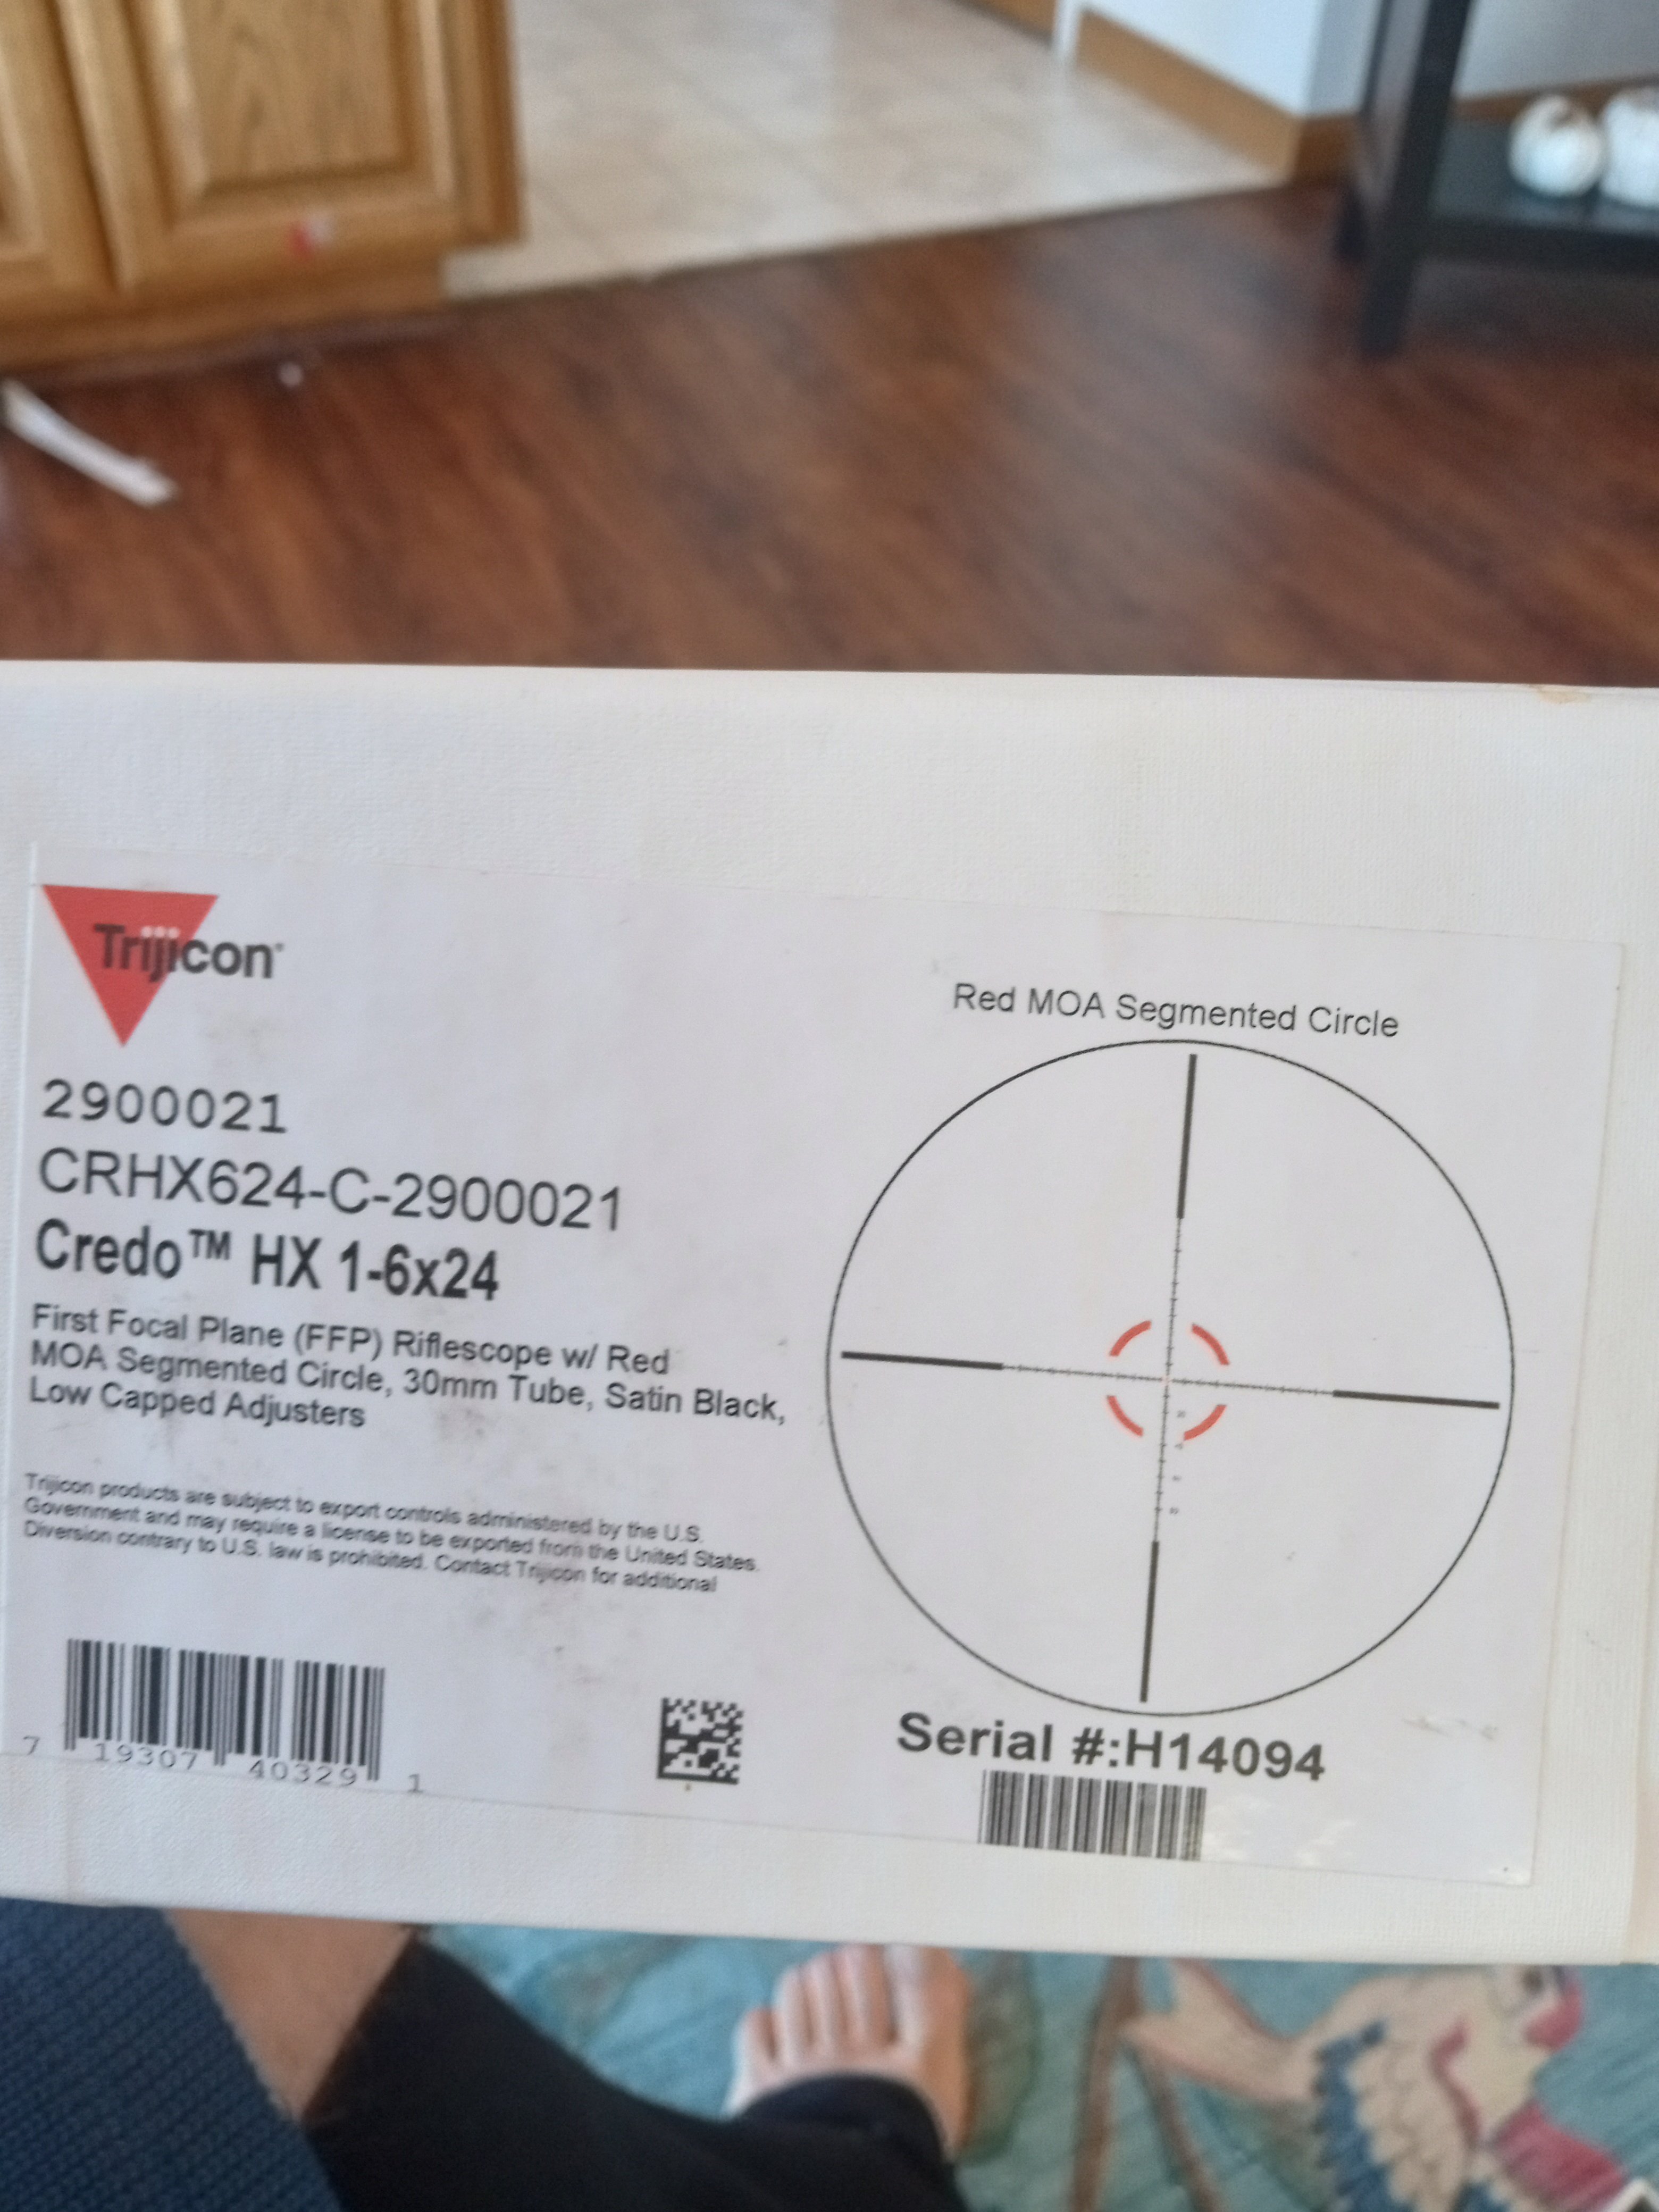 Trijicon®
2900021
CRHX624-C-2900021
Credo™ HX 1-6x24
First Focal Plane (FFP) Riflescope w/ Red
MOA Segmented Circle, 30mm Tube, Satin Black,
Low Capped Adjusters
Trijicon products are subject to export controls administered by the U.S.
Government and may require a license to be exported from the United States.
Diversion contrary to U.S. law is prohibited. Contact Trijicon for additional
7 19307 40329 1
Red MOA Segmented Circle
Serial #:H14094